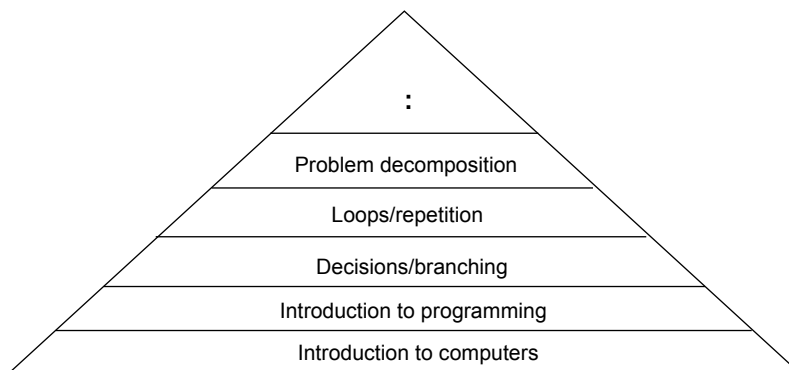 :
Problem decomposition
Loops/repetition
Decisions/branching
Introduction to programming
Introduction to computers